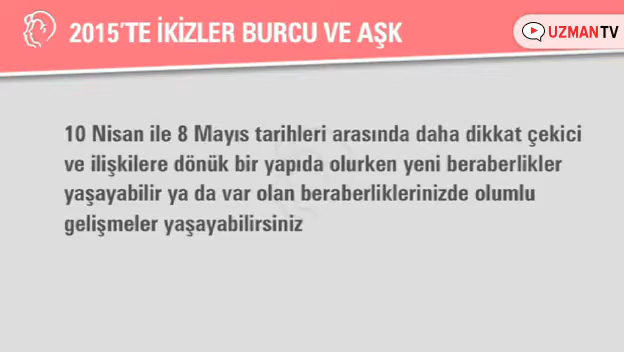 2015'TE İKİZLER BURCU VE AŞK
UZMANTV
10 Nisan ile 8 Mayıs tarihleri arasında daha dikkat çekici
ve ilişkilere dönük bir yapıda olurken yeni beraberlikler
yaşayabilir ya da var olan beraberliklerinizde olumlu
gelişmeler yaşayabilirsiniz